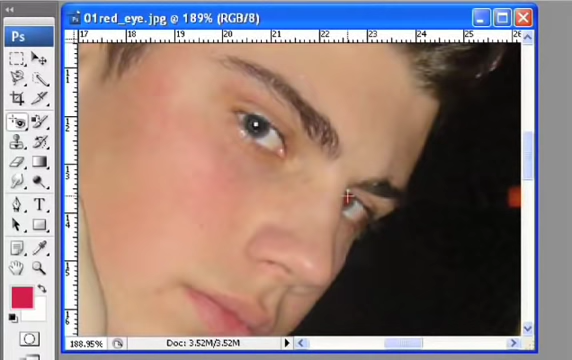 01red_eye.jpg @ 189% (RGB/8)
Ps
17 18 19 20 21 22 23 24 25 26
T
188.95%
Doc: 3.52M/3.52M